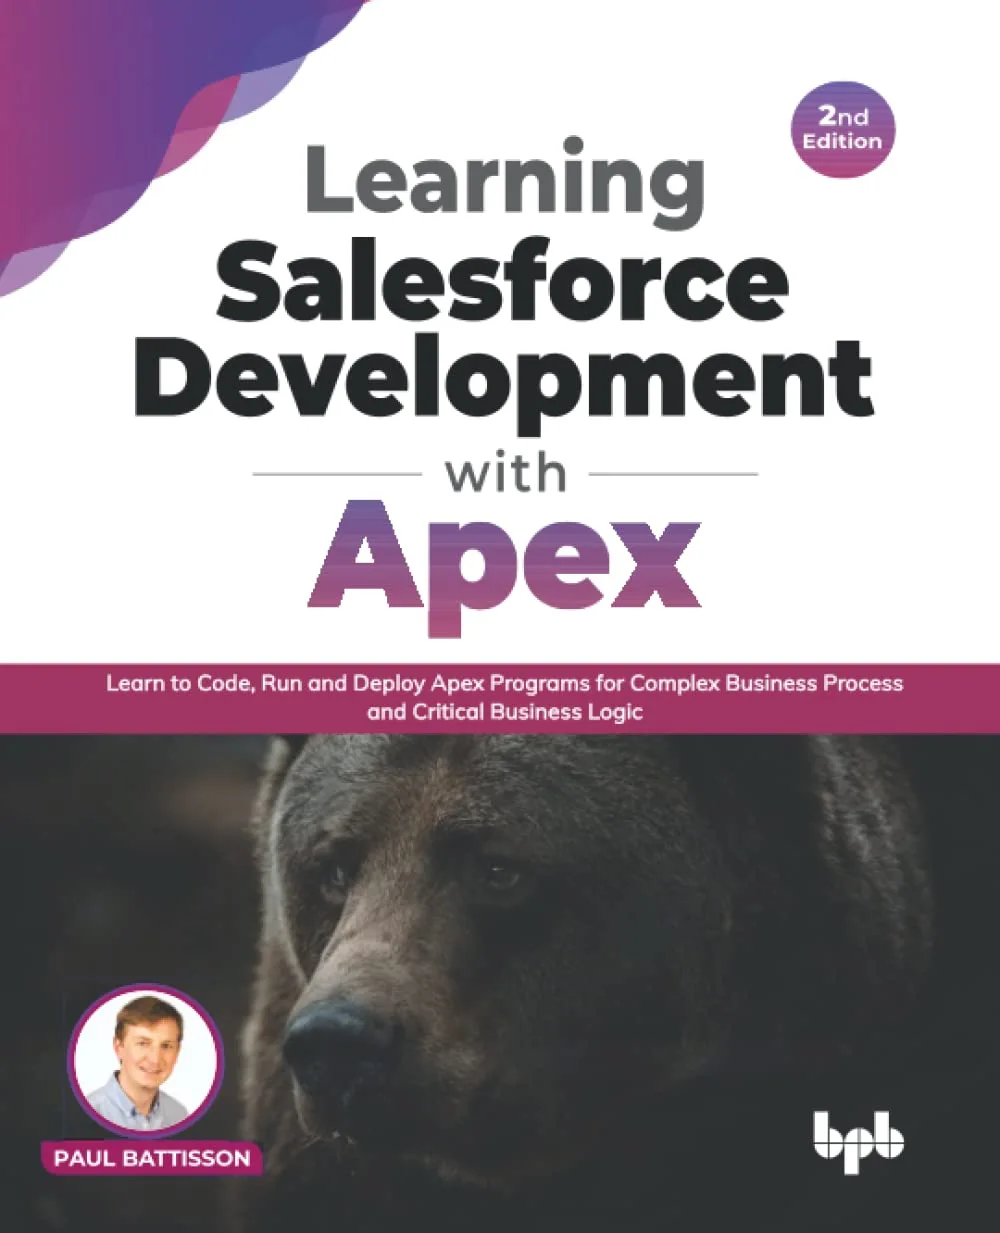 2nd
Edition
Learning
Salesforce
Development
with
Apex
Learn to Code, Run and Deploy Apex Programs for Complex Business Process
and Critical Business Logic
PAUL BATTISSON
bpb